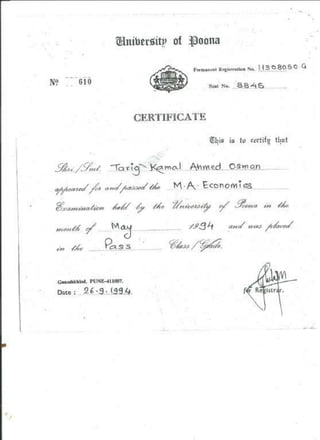 University of Poona
Permanent Registration No. 11308050 G
No 610
Seat No. 8846
CERTIFICATE
This is to certify that
Shri/Smt. Tarig Kamal Ahmed Osman
appeared for and passed the M.A. Economics
Examination held by the University of Poona in the
month of May 1994 and was placed
in the Pass Class/Grade.
Ganeshkhind, PUNE-411007.
Date : 26-9-1994
for Registrar.